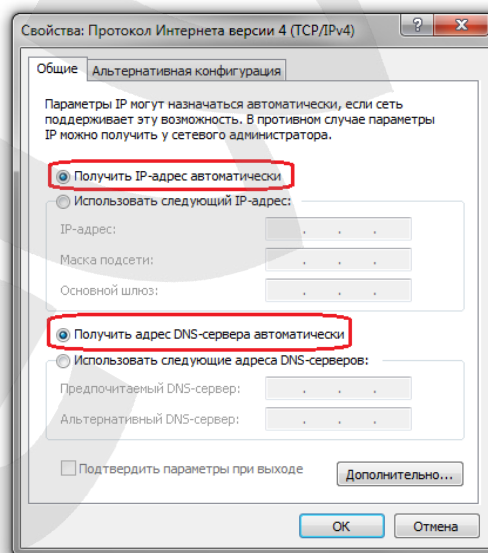 Свойства: Протокол Интернета версии 4 (TCP/IPv4)
Общие
Альтернативная конфигурация
Параметры IP могут назначаться автоматически, если сеть
поддерживает эту возможность. В противном случае параметры
IP можно получить у сетевого администратора.
Получить IP-адрес автоматически
Использовать следующий IP-адрес:
IP-адрес:
Маска подсети:
Основной шлюз:
Получить адрес DNS-сервера автоматически
Использовать следующие адреса DNS-серверов:
Предпочитаемый DNS-сервер:
Альтернативный DNS-сервер:
Подтвердить параметры при выходе
Дополнительно...
ОК
Отмена